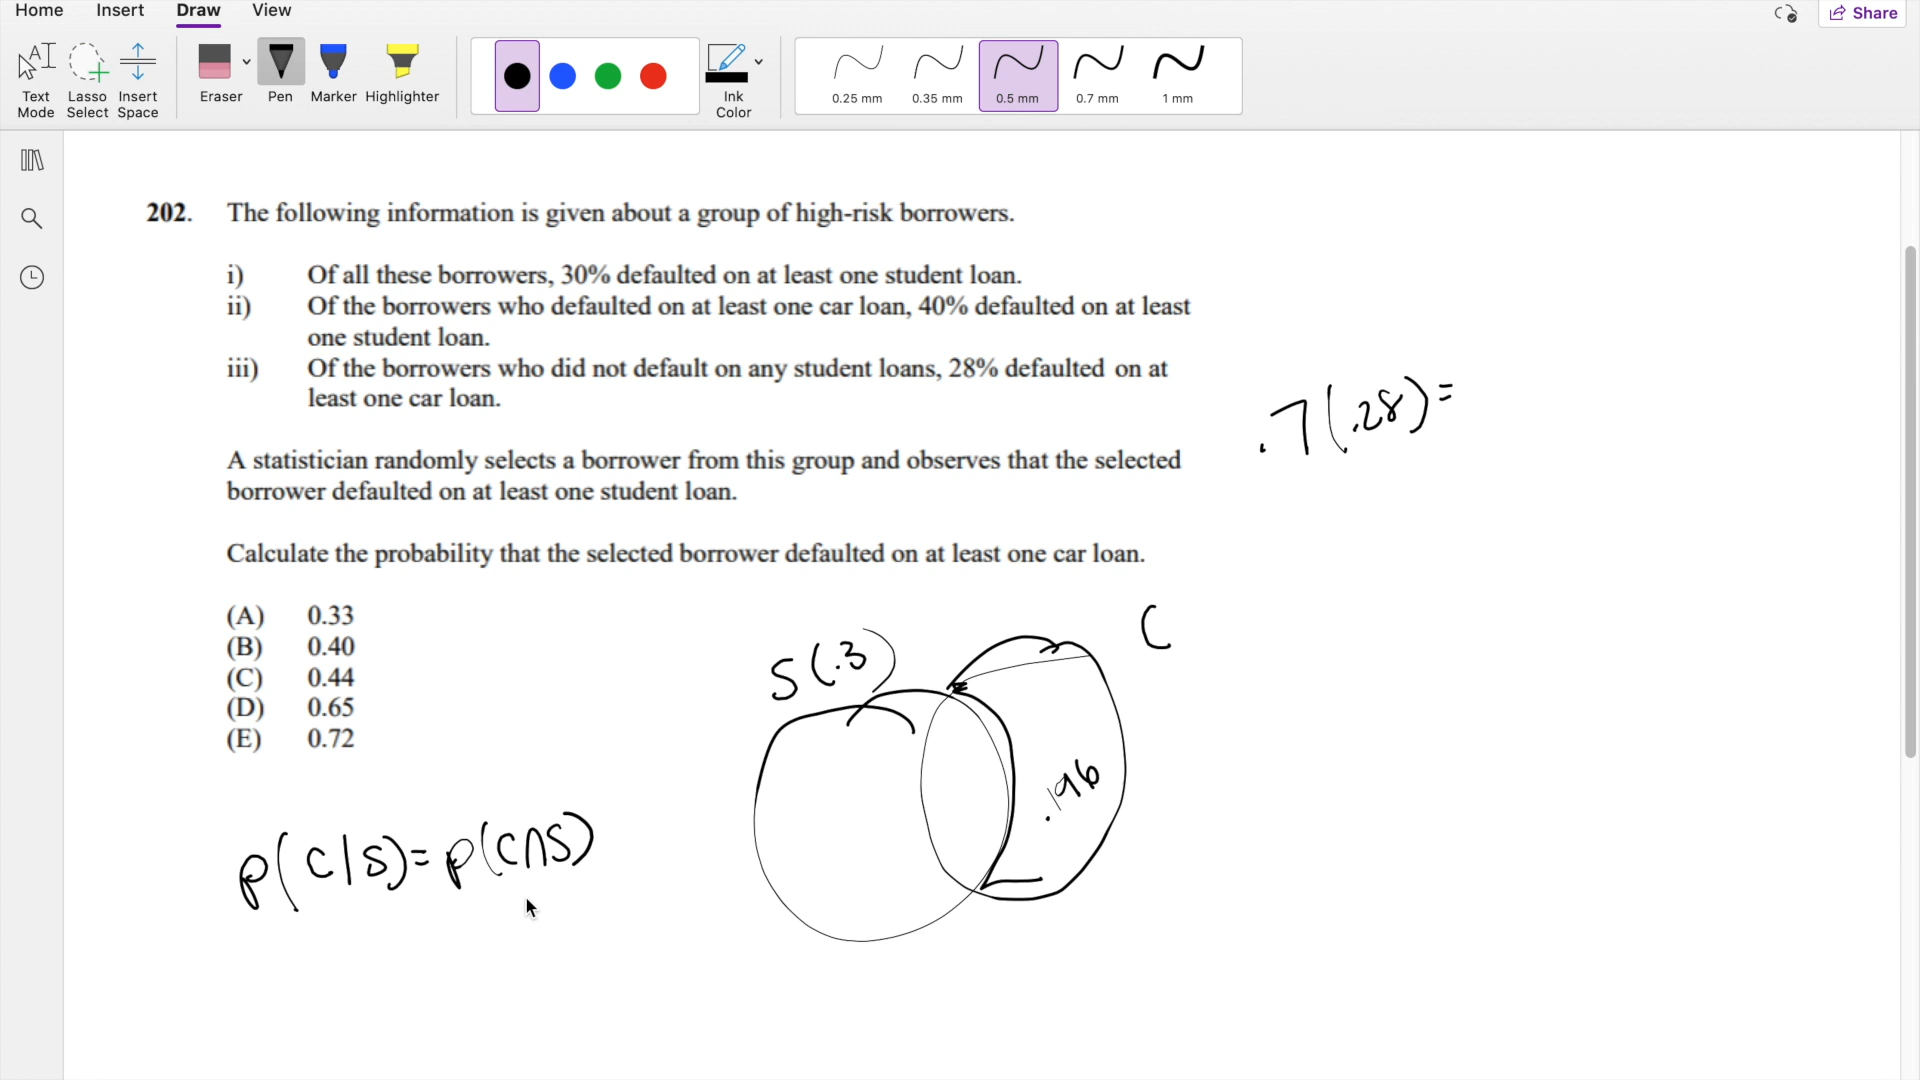 Home Insert Draw View
Share
Text Mode
Lasso Select
Insert Space
Eraser
Pen
Marker
Highlighter
Ink Color
0.25 mm
0.35 mm
0.5 mm
0.7 mm
1 mm
202. The following information is given about a group of high-risk borrowers.
i) Of all these borrowers, 30% defaulted on at least one student loan.
ii) Of the borrowers who defaulted on at least one car loan, 40% defaulted on at least
one student loan.
iii) Of the borrowers who did not default on any student loans, 28% defaulted on at
least one car loan.
.7(.28)=
A statistician randomly selects a borrower from this group and observes that the selected
borrower defaulted on at least one student loan.
Calculate the probability that the selected borrower defaulted on at least one car loan.
(A) 0.33
(B) 0.40
(C) 0.44
(D) 0.65
(E) 0.72
S(.3)
C
.196
p(C|S)=p(C∩S)